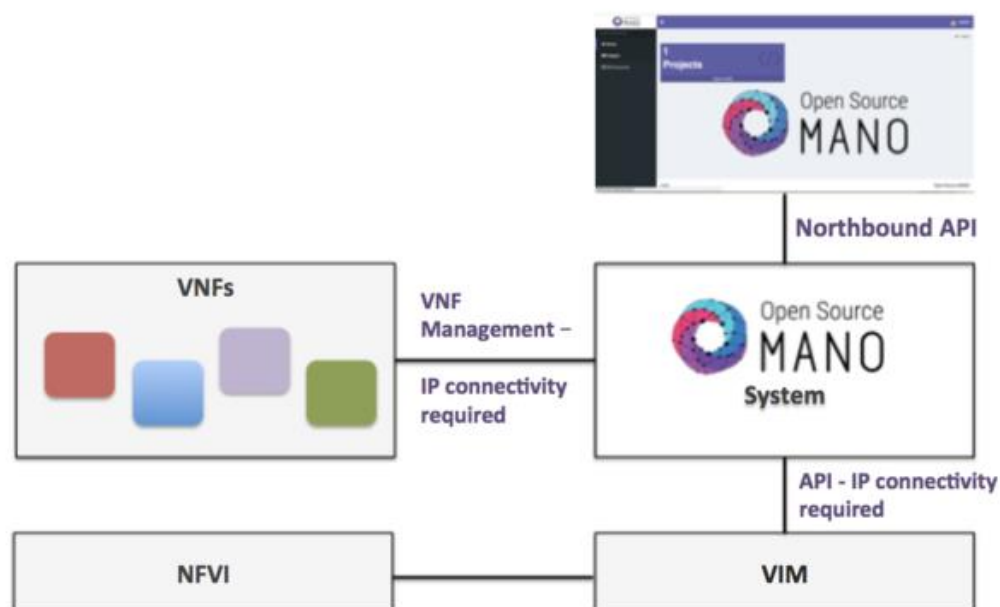 1
Projects
Open Source
MANO
Northbound API
VNFs
VNF
Management –
IP connectivity
required
Open Source
MANO
System
API - IP connectivity
required
NFVI
VIM